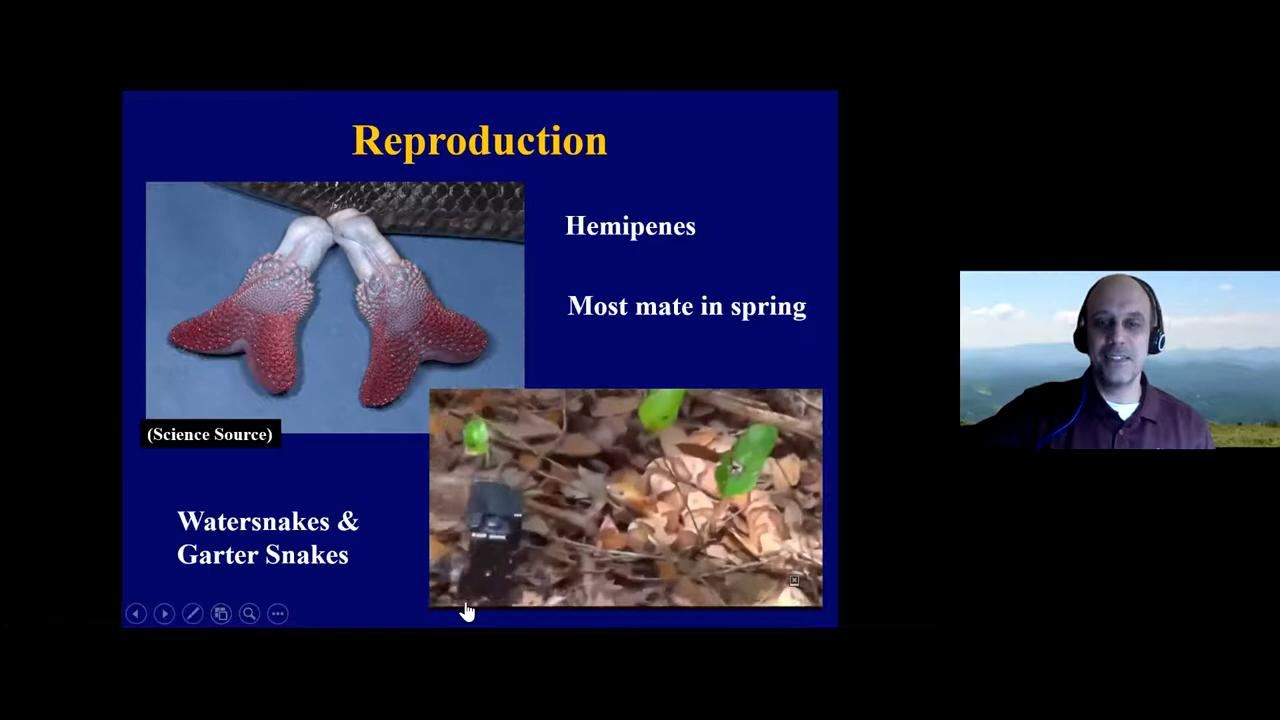 Reproduction
Hemipenes
Most mate in spring
(Science Source)
Watersnakes &
Garter Snakes